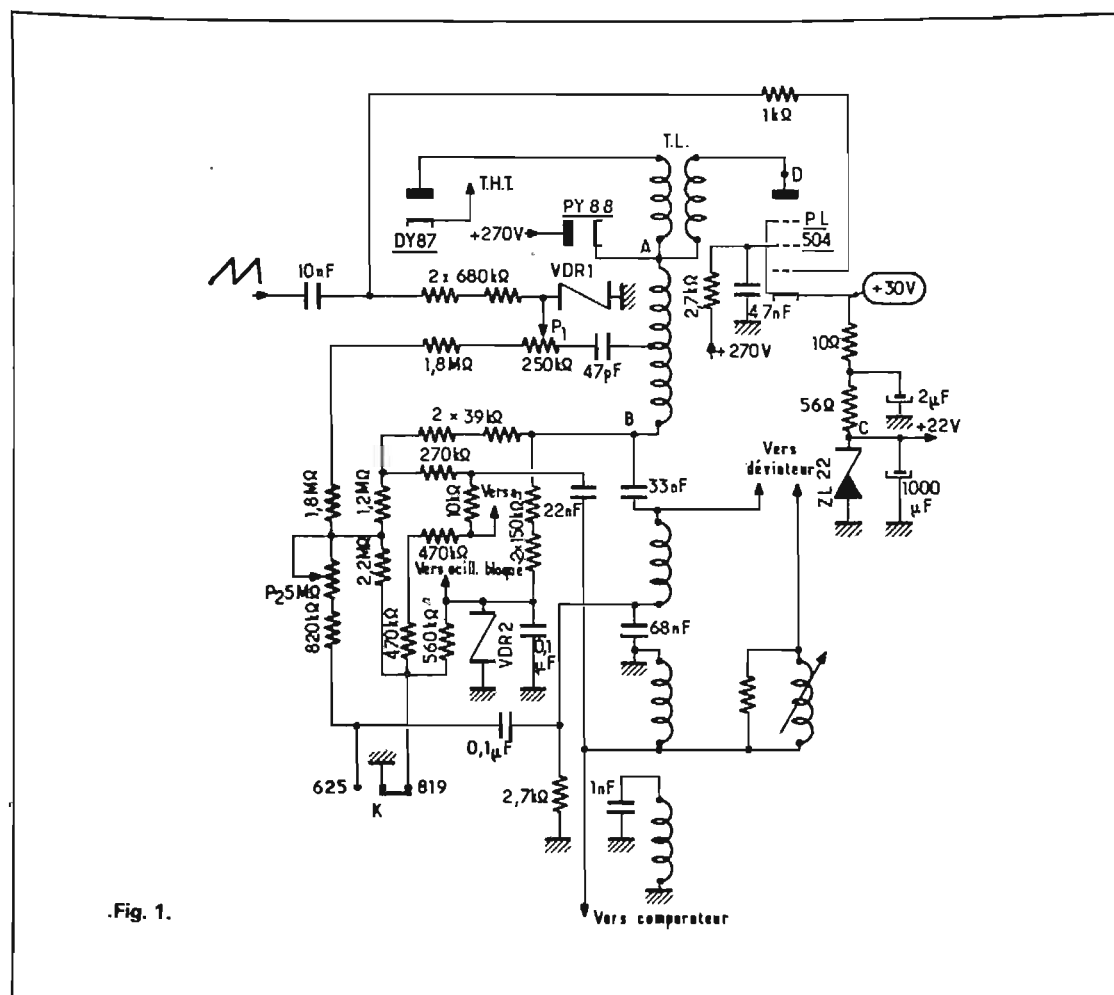 1kΩ
T.L.
D
T.H.T.
PY 88
+270V
A
DY87
PL
504
+30V
10nF
2 x 680kΩ
VDR1
2,7kΩ
47nF
+270V
10Ω
P1
1,8MΩ
250kΩ
47pF
56Ω
2μF
B
2 x 39kΩ
C
+22V
270kΩ
Vers
déviateur
ZL 22
1000
μF
1,8MΩ
1,2MΩ
10kΩ
Vers
22nF
33nF
2x150kΩ
470kΩ
2,2MΩ
Vers oscill. bloque
P2 5MΩ
820kΩ
470kΩ
560kΩ
VDR2
0,1
μF
68nF
0,1μF
625
819
K
2,7kΩ
1nF
Vers comparateur
.Fig. 1.